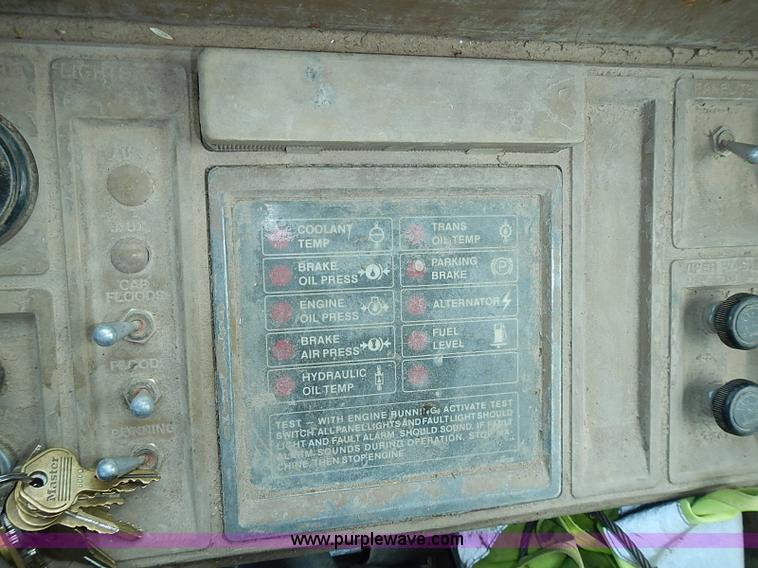 LIGHTS
AUX
CAB
FLOODS
COOLANT
TEMP
BRAKE
OIL PRESS
ENGINE
OIL PRESS
BRAKE
AIR PRESS
HYDRAULIC
OIL TEMP
TRANS
OIL TEMP
PARKING
BRAKE
P
ALTERNATOR
FUEL
LEVEL
TEST – WITH ENGINE RUNNING, ACTIVATE TEST
SWITCH. ALL PANEL LIGHTS AND FAULT LIGHT SHOULD
LIGHT AND FAULT ALARM SHOULD SOUND. IF FAULT
ALARM SOUNDS DURING OPERATION, STOP MA-
CHINE, THEN STOP ENGINE.
Master
WIPER
www.purplewave.com